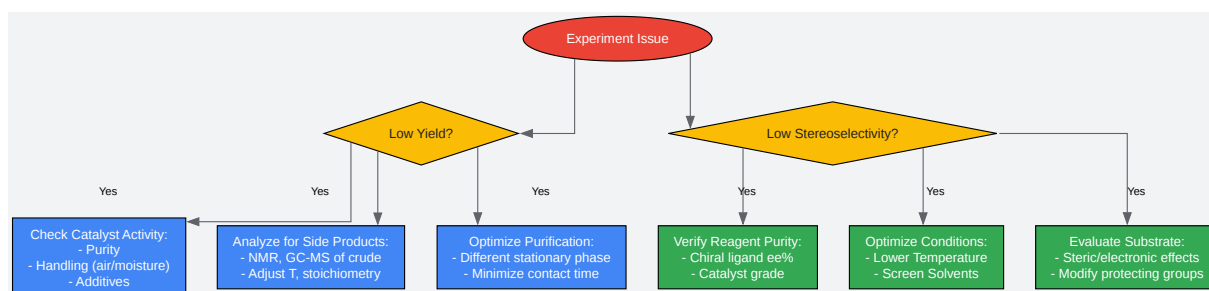 Experiment Issue
Low Yield?
Low Stereoselectivity?
Yes
Yes
Yes
Yes
Yes
Yes
Check Catalyst Activity:
- Purity
- Handling (air/moisture)
- Additives
Analyze for Side Products:
- NMR, GC-MS of crude
- Adjust T, stoichiometry
Optimize Purification:
- Different stationary phase
- Minimize contact time
Verify Reagent Purity:
- Chiral ligand ee%
- Catalyst grade
Optimize Conditions:
- Lower Temperature
- Screen Solvents
Evaluate Substrate:
- Steric/electronic effects
- Modify protecting groups